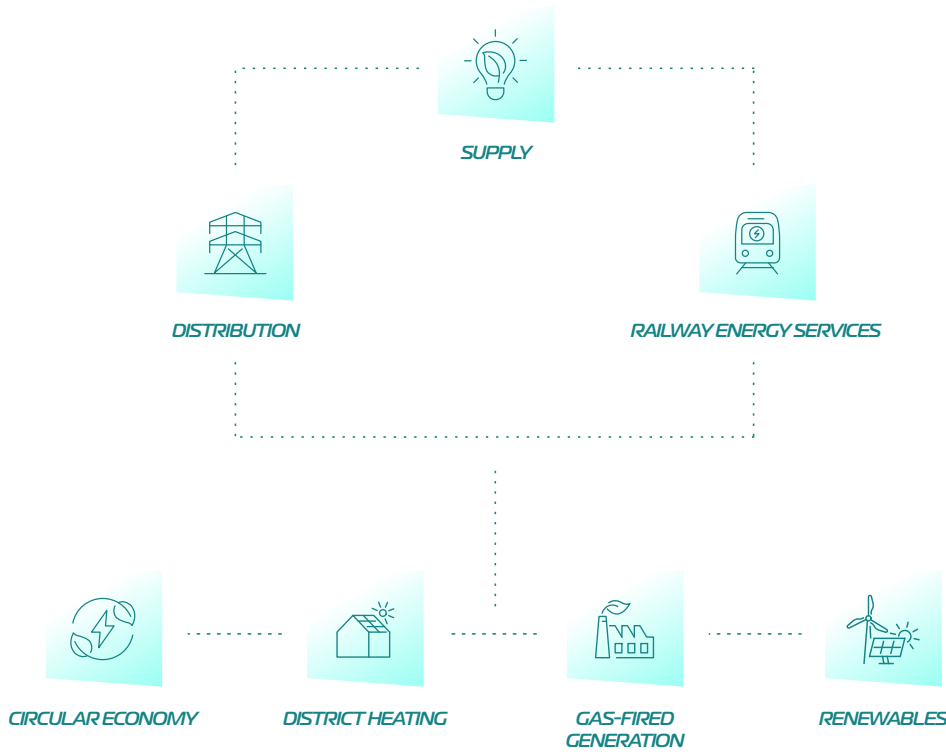 SUPPLY
DISTRIBUTION
RAILWAY ENERGY SERVICES
CIRCULAR ECONOMY
DISTRICT HEATING
GAS-FIRED
GENERATION
RENEWABLES